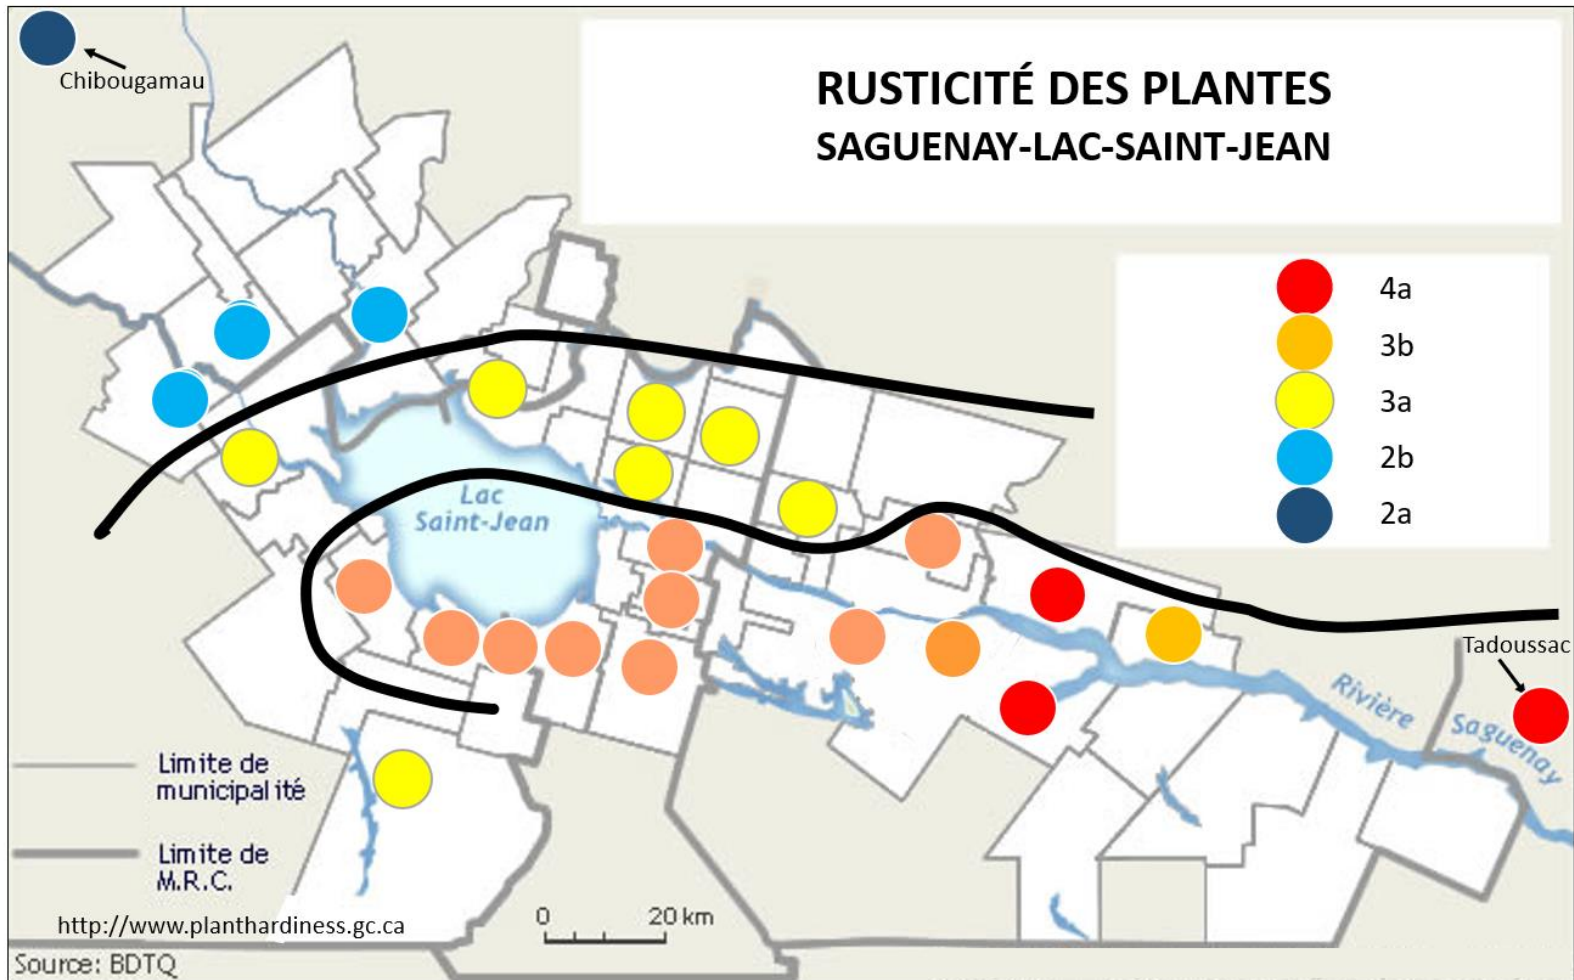 Chibougamau
RUSTICITÉ DES PLANTES
SAGUENAY-LAC-SAINT-JEAN
4a
3b
3a
2b
2a
Lac
Saint-Jean
Tadoussac
Rivière
Saguenay
Limite de
municipalité
Limite de
M.R.C.
http://www.planthardiness.gc.ca
0 20 km
Source: BDTQ